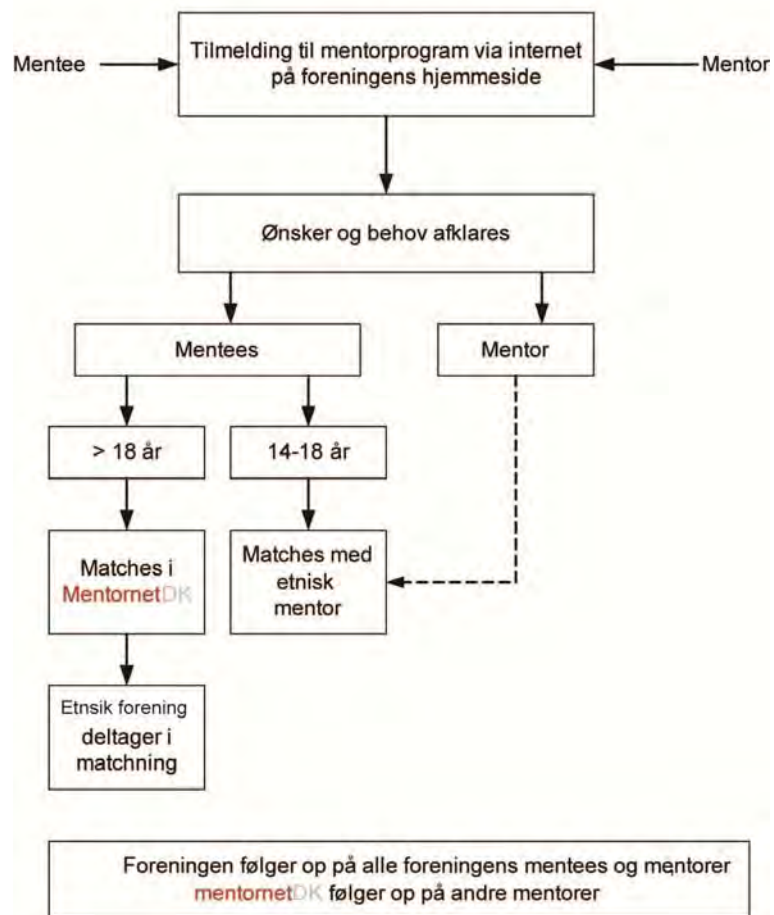 Tilmelding til mentorprogram via internet
på foreningens hjemmeside
Mentee
Mentor
Ønsker og behov afklares
Mentees
Mentor
> 18 år
14-18 år
Matches i
MentornetDK
Matches med
etnisk
mentor
Etnsik forening
deltager i
matchning
Foreningen følger op på alle foreningens mentees og mentorer
mentornetDK følger op på andre mentorer